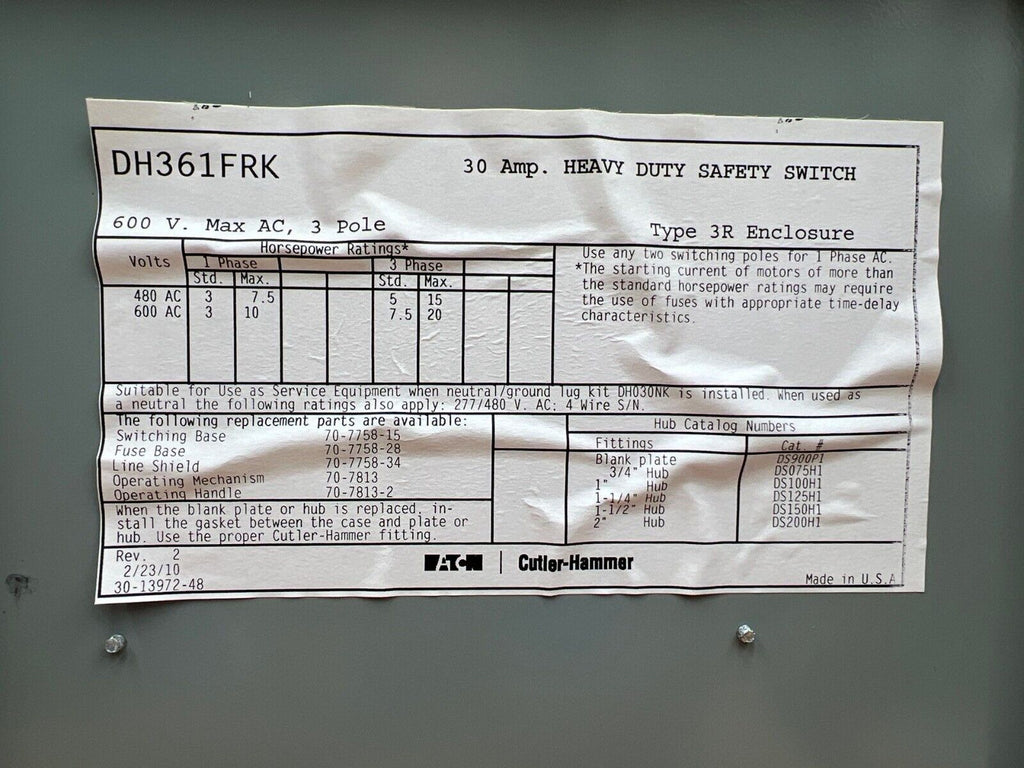 DH361FRK
30 Amp. HEAVY DUTY SAFETY SWITCH
600 V. Max AC, 3 Pole
Type 3R Enclosure
Volts
Horsepower Ratings*
1 Phase 3 Phase
Std. Max. Std. Max.
480 AC 3 7.5 5 15
600 AC 3 10 7.5 20
Use any two switching poles for 1 Phase AC.
*The starting current of motors of more than
the standard horsepower ratings may require
the use of fuses with appropriate time-delay
characteristics.
Suitable for Use as Service Equipment when neutral/ground lug kit DH030NK is installed. When used as
a neutral the following ratings also apply: 277/480 V. AC: 4 Wire S/N.
The following replacement parts are available:
Switching Base 70-7758-15
Fuse Base 70-7758-28
Line Shield 70-7758-34
Operating Mechanism 70-7813
Operating Handle 70-7813-2
When the blank plate or hub is replaced, in-
stall the gasket between the case and plate or
hub. Use the proper Cutler-Hammer fitting.
Hub Catalog Numbers
Fittings Cat. #
Blank plate DS900P1
3/4" Hub DS075H1
1" Hub DS100H1
1-1/4" Hub DS125H1
1-1/2" Hub DS150H1
2" Hub DS200H1
Rev. 2
2/23/10
30-13972-48
EATON | Cutler-Hammer
Made in U.S.A